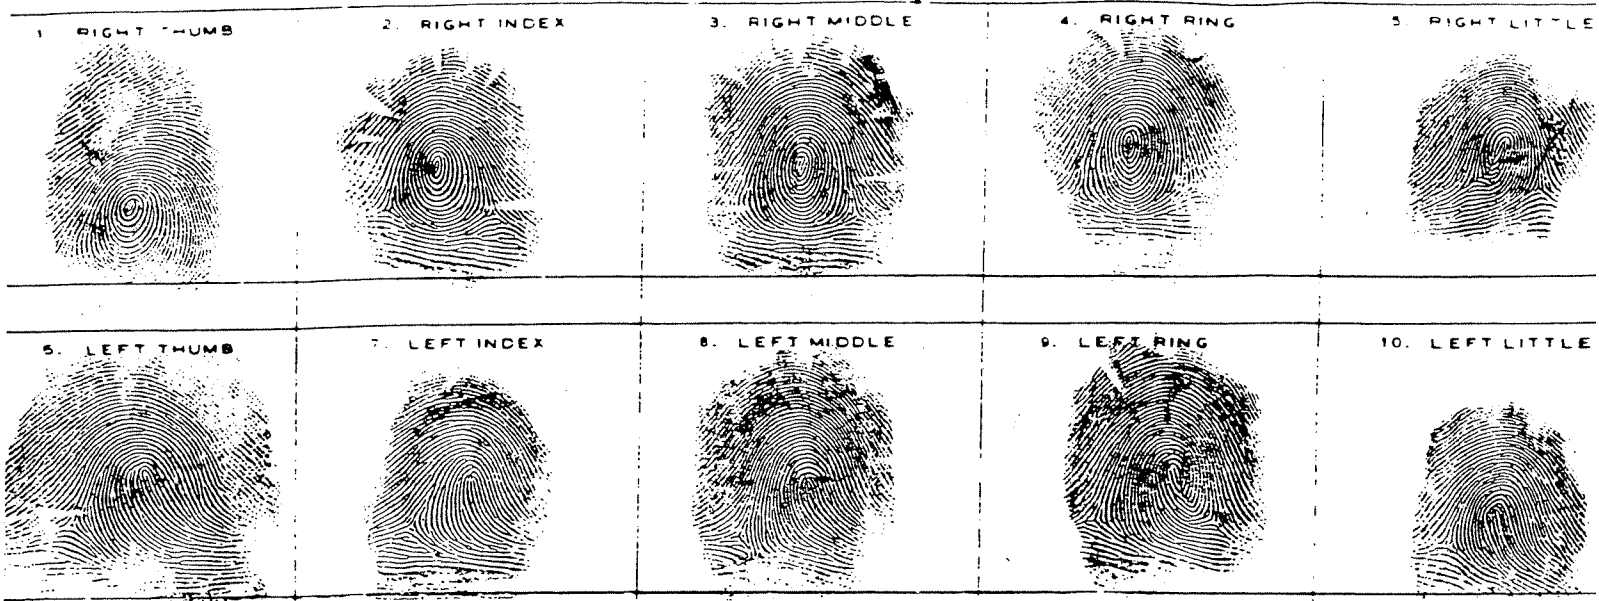 1. RIGHT THUMB
2. RIGHT INDEX
3. RIGHT MIDDLE
4. RIGHT RING
5. RIGHT LITTLE
6. LEFT THUMB
7. LEFT INDEX
8. LEFT MIDDLE
9. LEFT RING
10. LEFT LITTLE